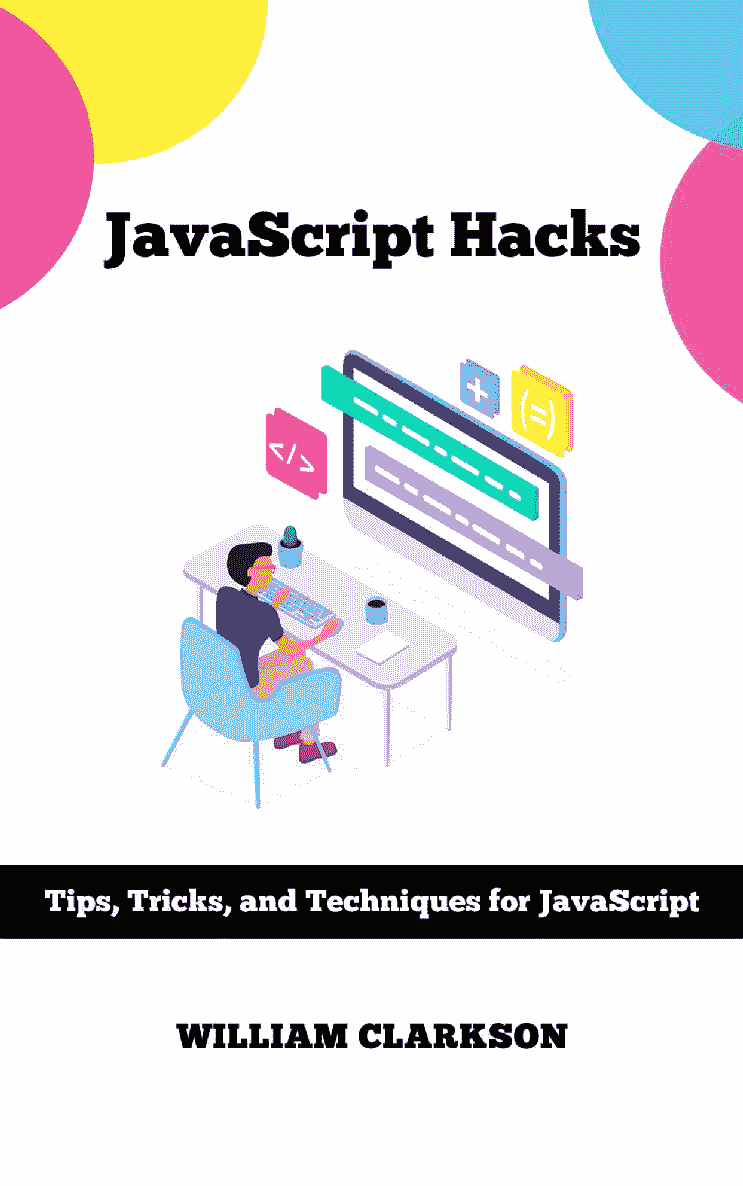 JavaScript Hacks
</>
+
(=)
Tips, Tricks, and Techniques for JavaScript
WILLIAM CLARKSON